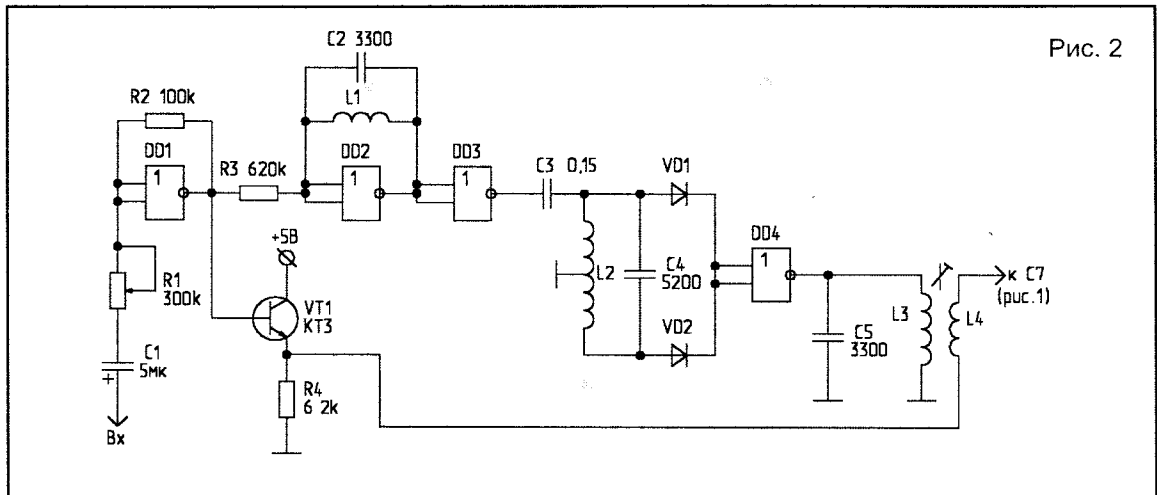 Рис. 2
C2 3300
L1
R2 100k
DD1
1
R3 620k
DD2
1
DD3
1
C3 0,15
VD1
+5В
R1
300k
VT1
КТ3
L2
C4
5200
DD4
1
к C7
(рис.1)
L3
L4
C1
5мк
+
Вх
R4
6 2k
VD2
C5
3300